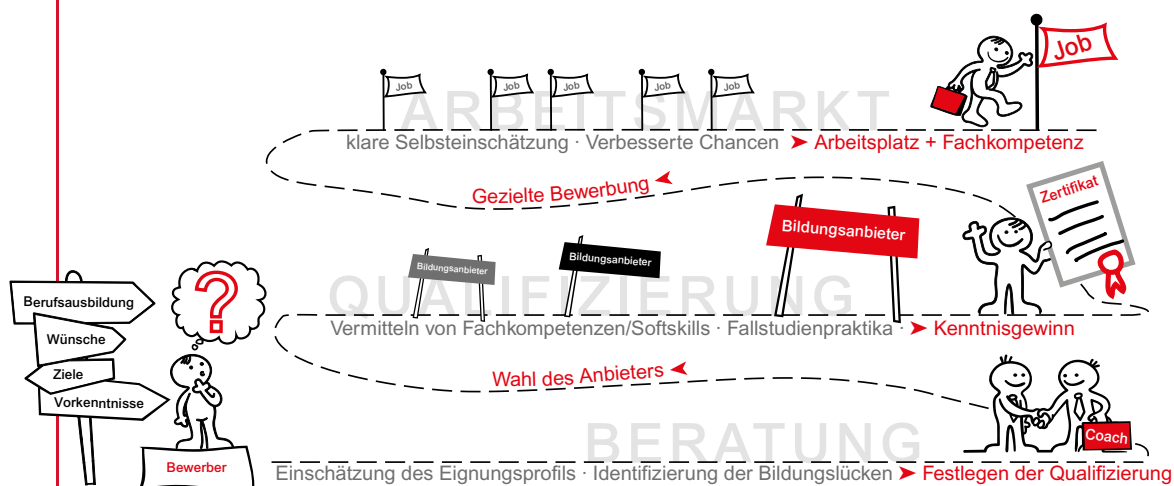 Job
Job
Job
Job
Job
Job
ARBEITSMARKT
klare Selbsteinschätzung · Verbesserte Chancen ➤ Arbeitsplatz + Fachkompetenz
Gezielte Bewerbung
Zertifikat
Bildungsanbieter
Bildungsanbieter
Bildungsanbieter
QUALIFIZIERUNG
Vermitteln von Fachkompetenzen/Softskills · Fallstudienpraktika · ➤ Kenntnisgewinn
?
Berufsausbildung
Wünsche
Ziele
Vorkenntnisse
Wahl des Anbieters
Coach
BERATUNG
Bewerber
Einschätzung des Eignungsprofils · Identifizierung der Bildungslücken ➤ Festlegen der Qualifizierung